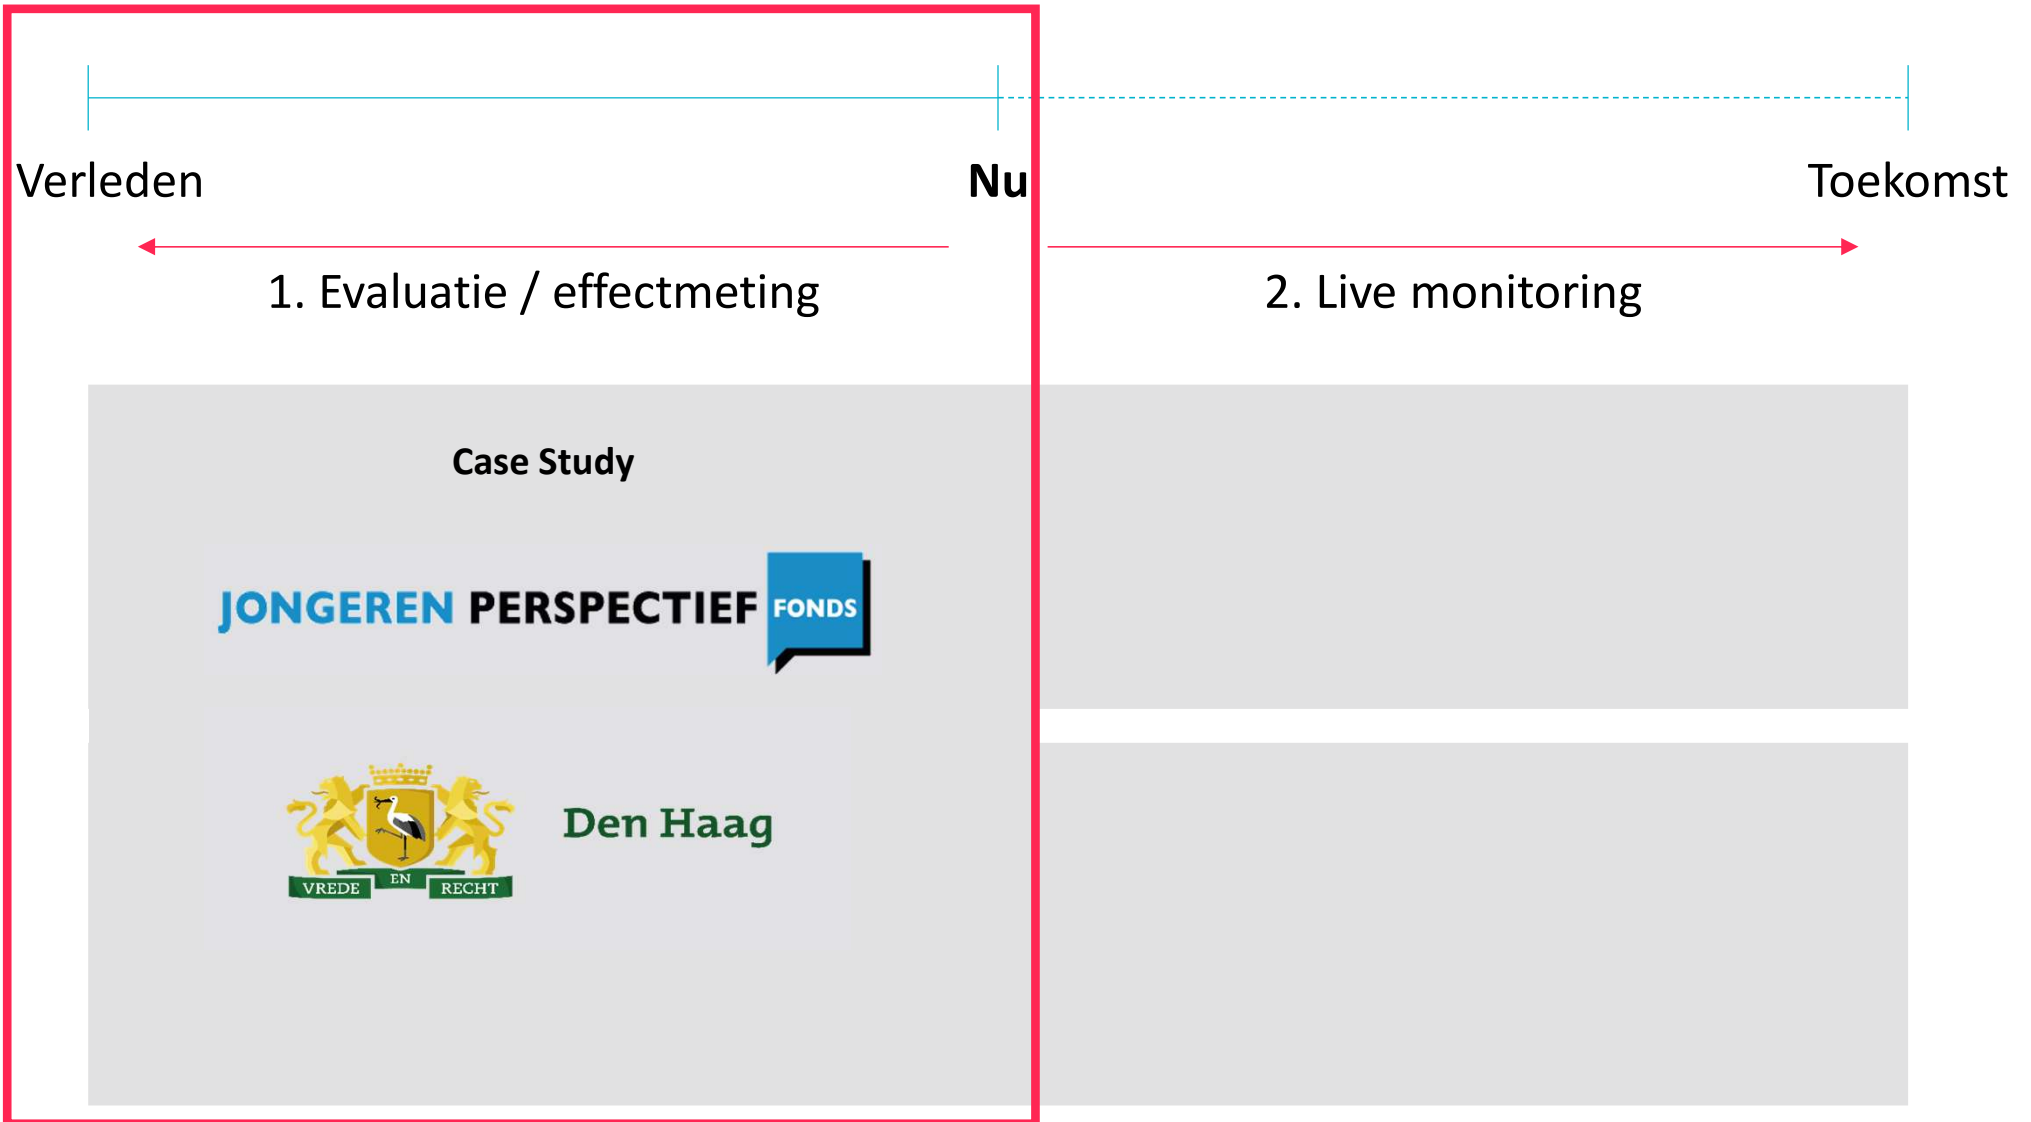 Verleden
Nu
Toekomst
1. Evaluatie / effectmeting
2. Live monitoring
Case Study
JONGEREN PERSPECTIEF FONDS
Den Haag
VREDE EN RECHT